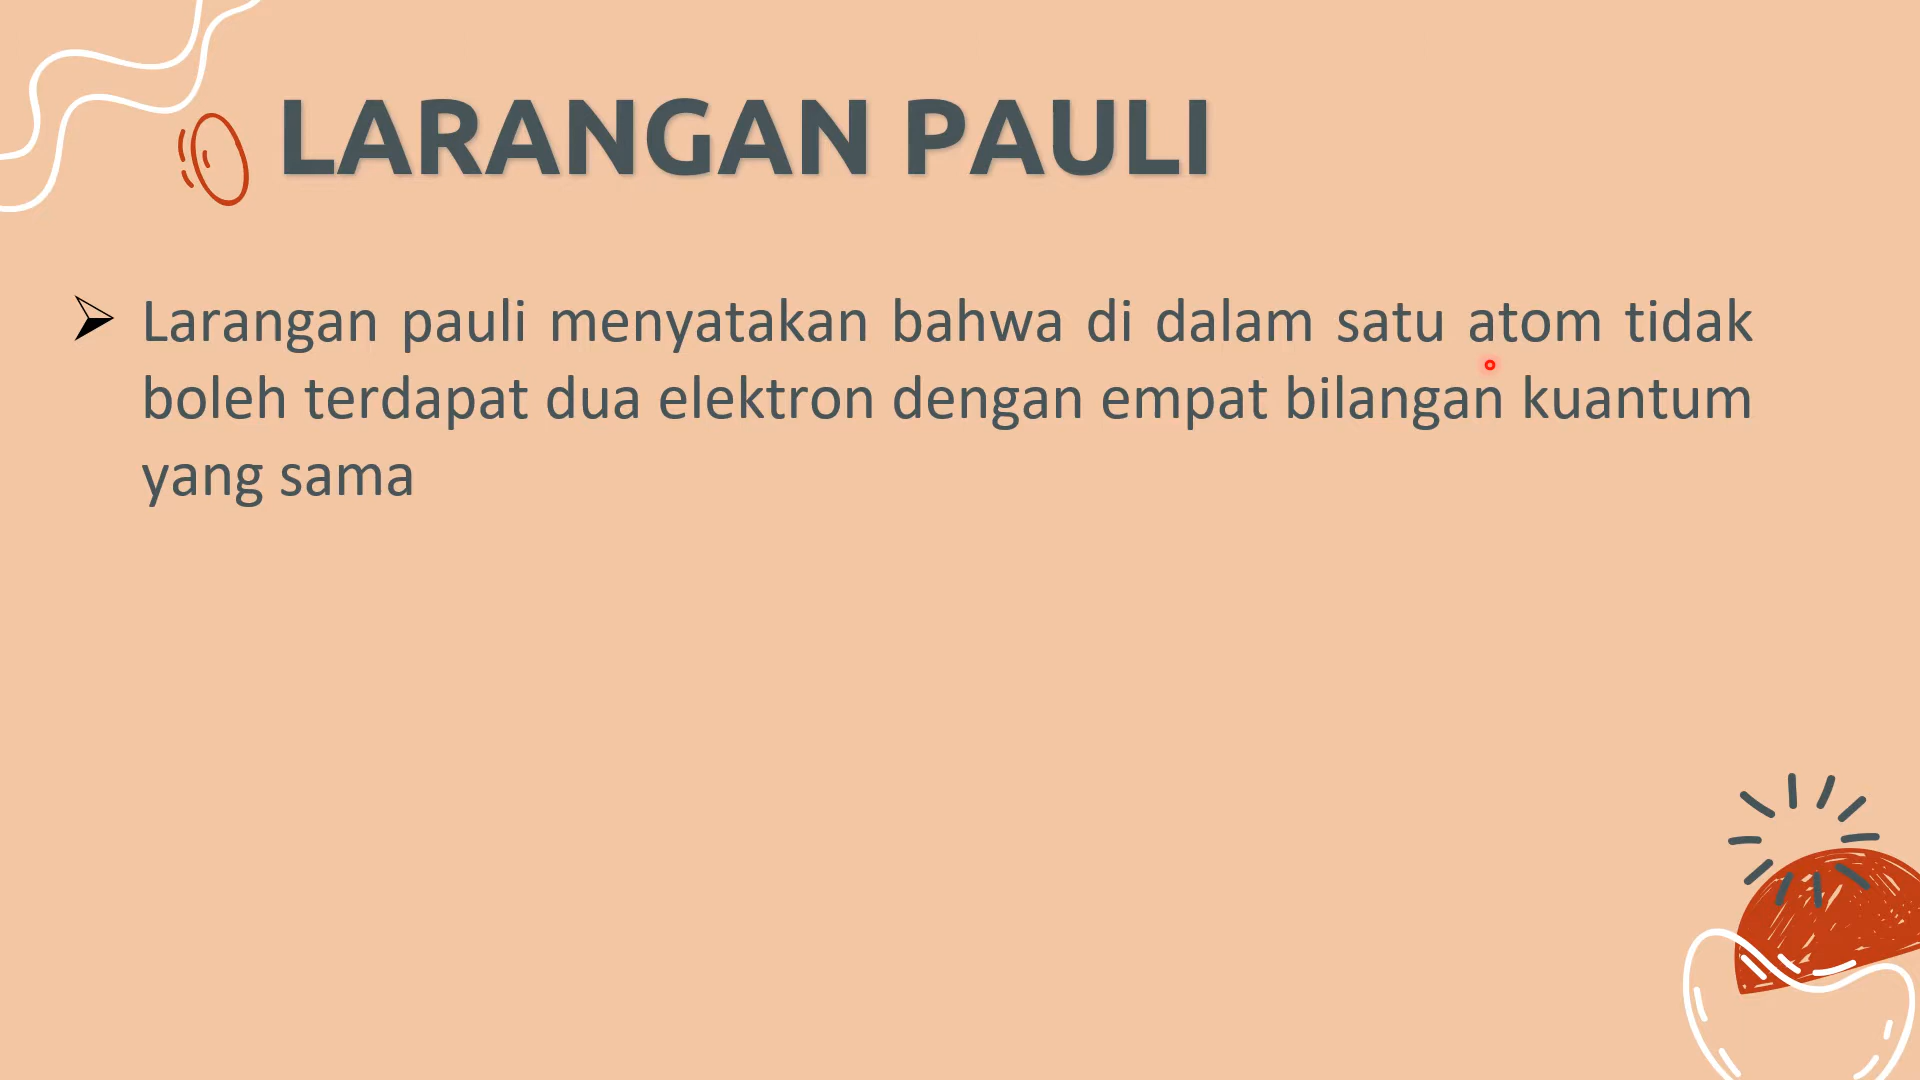 LARANGAN PAULI
Larangan pauli menyatakan bahwa di dalam satu atom tidak
boleh terdapat dua elektron dengan empat bilangan kuantum
yang sama